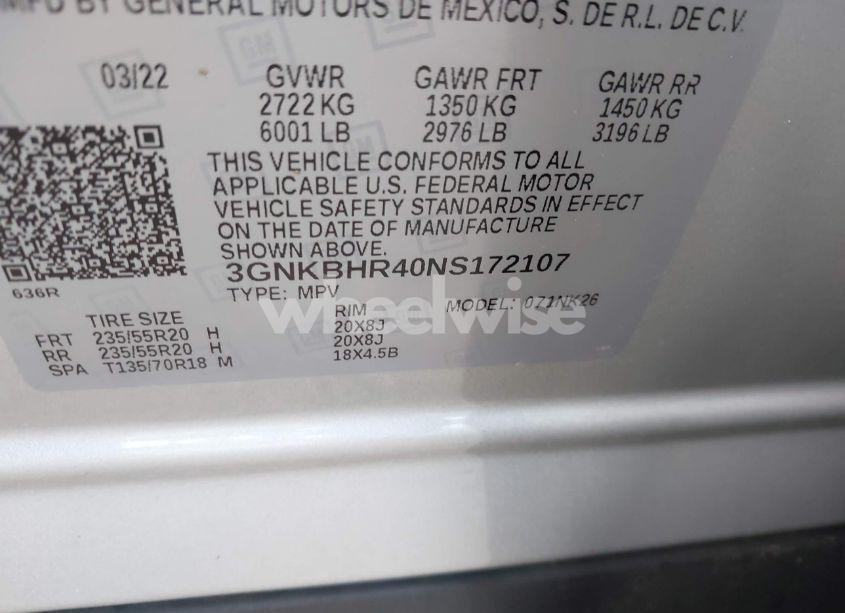 MFD BY GENERAL MOTORS DE MEXICO, S. DE R.L. DE C.V.
03/22 GVWR GAWR FRT GAWR RR
2722 KG 1350 KG 1450 KG
6001 LB 2976 LB 3196 LB
THIS VEHICLE CONFORMS TO ALL
APPLICABLE U.S. FEDERAL MOTOR
VEHICLE SAFETY STANDARDS IN EFFECT
ON THE DATE OF MANUFACTURE
SHOWN ABOVE.
3GNKBHR40NS172107
636R
TYPE: MPV MODEL: 0Z1NK26
wheelwise
TIRE SIZE RIM
FRT 235/55R20 H 20X8J
RR 235/55R20 H 20X8J
SPA T135/70R18 M 18X4.5B